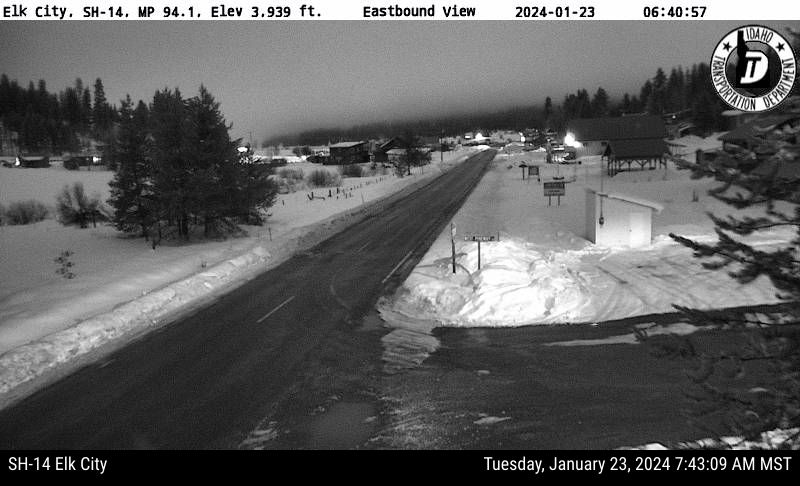 Elk City, SH-14, MP 94.1, Elev 3,939 ft. Eastbound View 2024-01-23 06:40:57
IDAHO
TRANSPORTATION DEPARTMENT
SH-14 Elk City Tuesday, January 23, 2024 7:43:09 AM MST